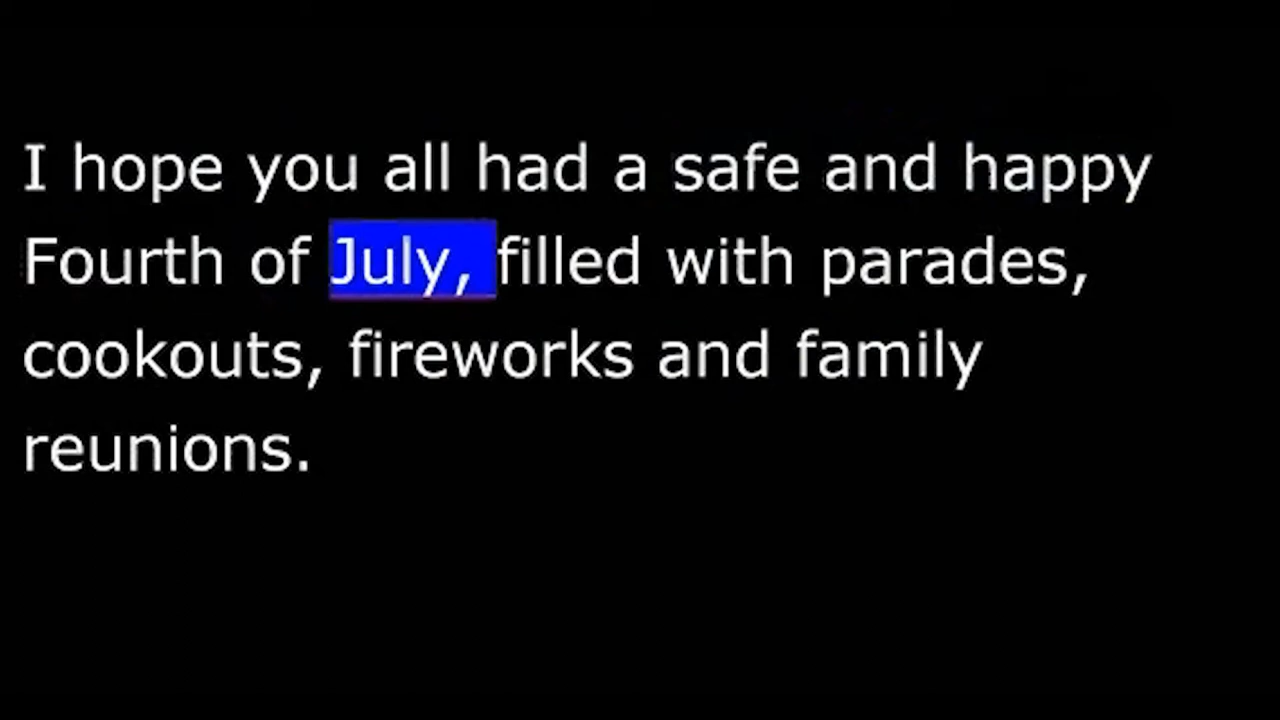 I hope you all had a safe and happy
Fourth of July, filled with parades,
cookouts, fireworks and family
reunions.